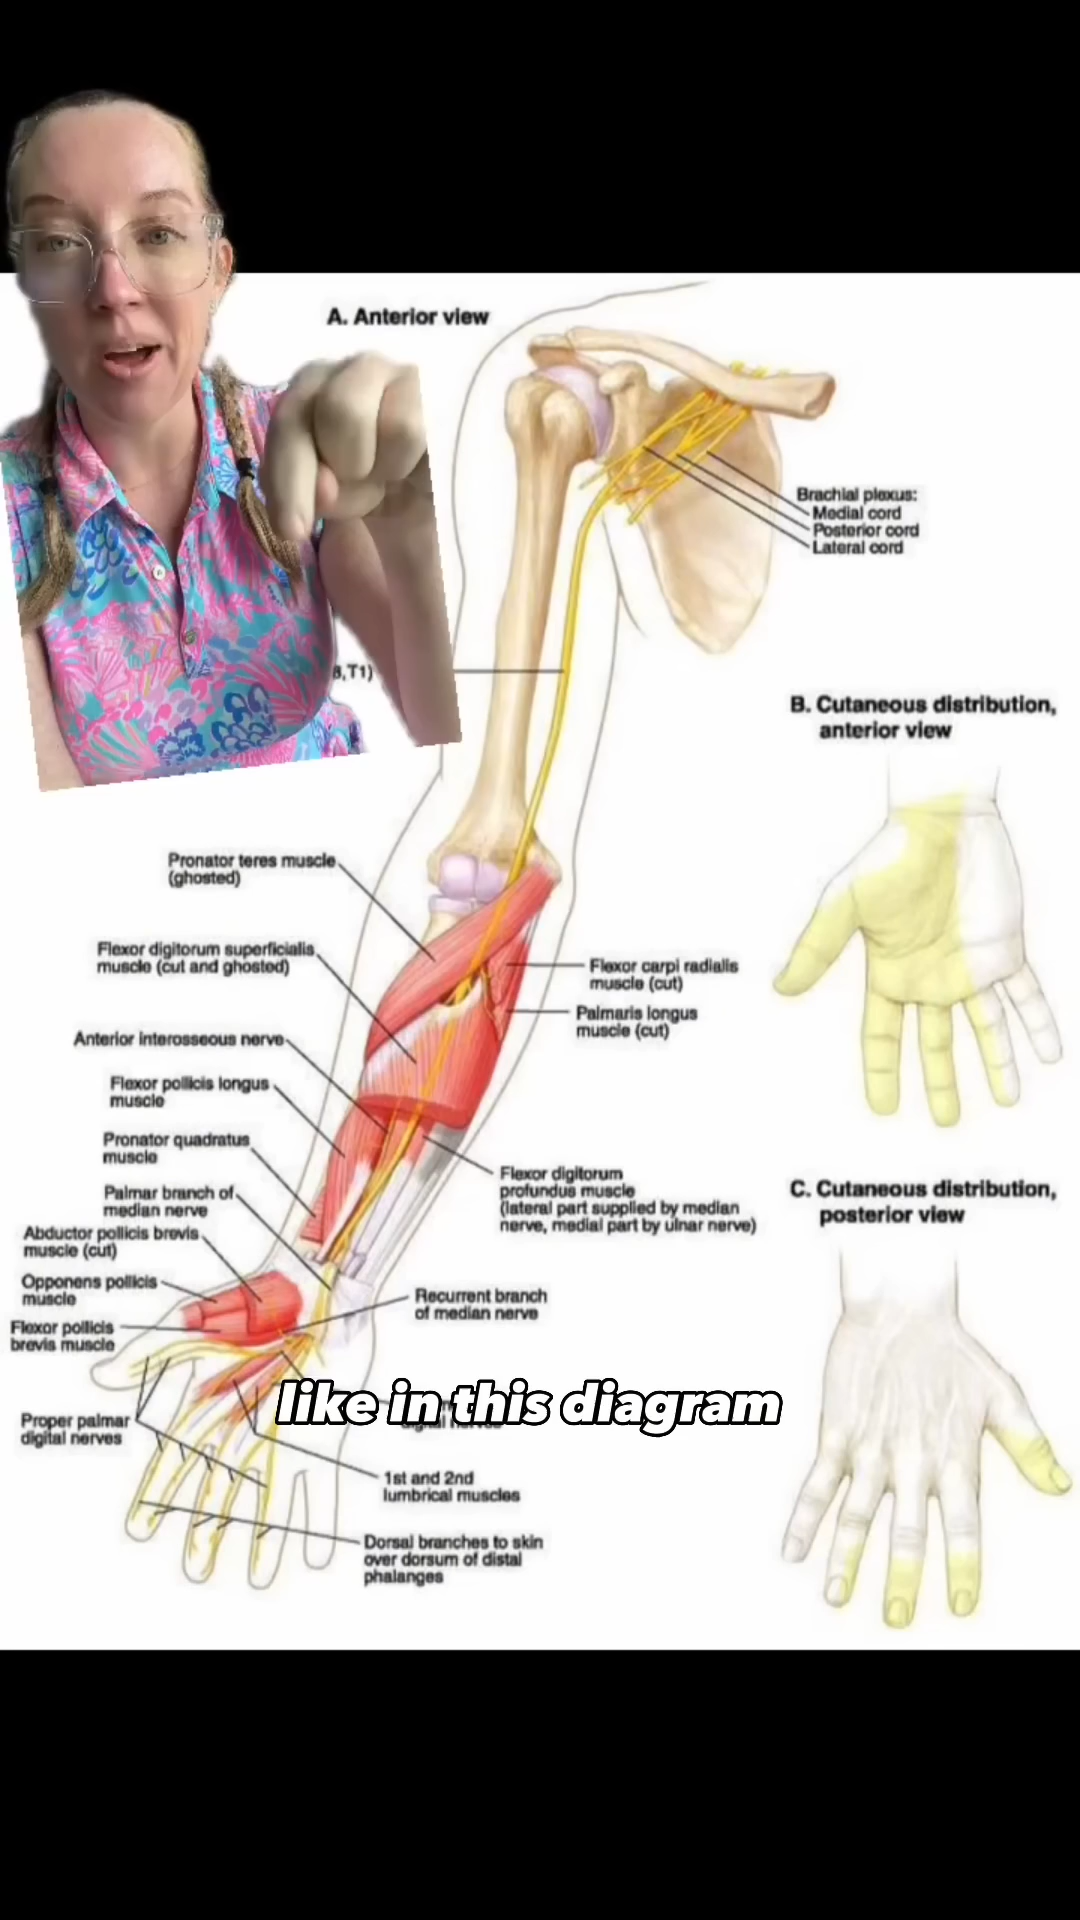 A. Anterior view
Brachial plexus:
Medial cord
Posterior cord
Lateral cord
8,T1)
B. Cutaneous distribution,
anterior view
Pronator teres muscle
(ghosted)
Flexor digitorum superficialis
muscle (cut and ghosted)
Flexor carpi radialis
muscle (cut)
Palmaris longus
muscle (cut)
Anterior interosseous nerve
Flexor pollicis longus
muscle
Pronator quadratus
muscle
Flexor digitorum
profundus muscle
(lateral part supplied by median
nerve, medial part by ulnar nerve)
C. Cutaneous distribution,
posterior view
Palmar branch of
median nerve
Abductor pollicis brevis
muscle (cut)
Opponens pollicis
muscle
Flexor pollicis
brevis muscle
Recurrent branch
of median nerve
like in this diagram
Proper palmar
digital nerves
1st and 2nd
lumbrical muscles
Dorsal branches to skin
over dorsum of distal
phalanges